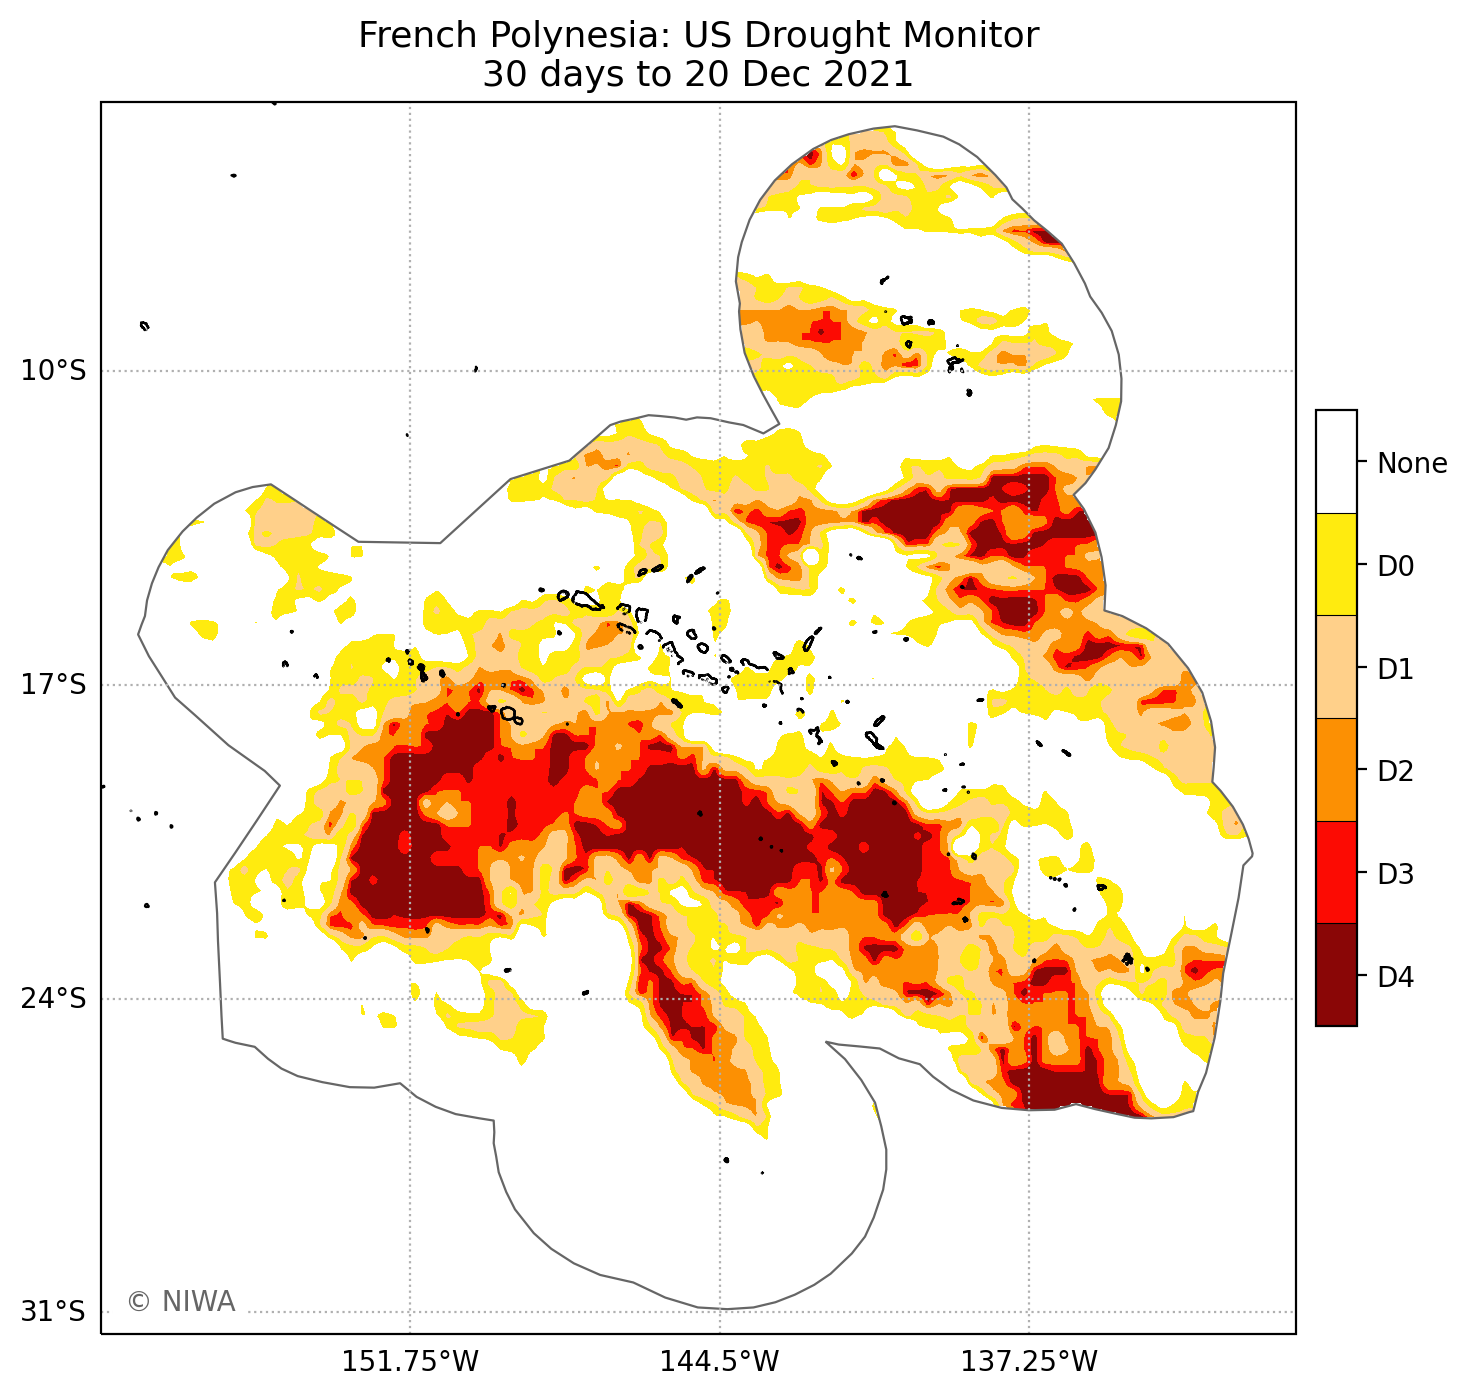 French Polynesia: US Drought Monitor
30 days to 20 Dec 2021
10°S
17°S
24°S
31°S
151.75°W
144.5°W
137.25°W
None
D0
D1
D2
D3
D4
© NIWA